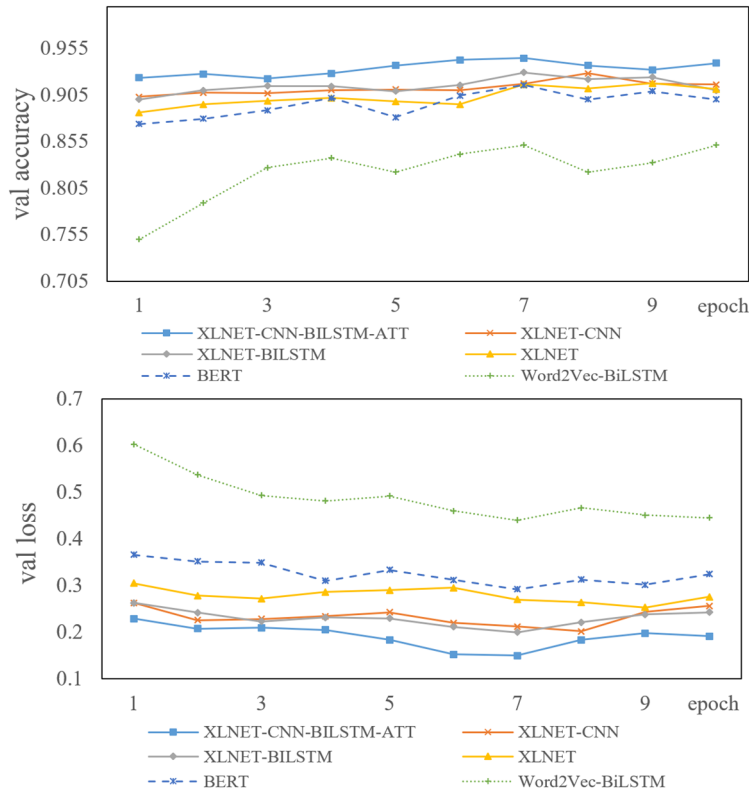 0.955
0.905
0.855
0.805
0.755
0.705
val accuracy
1 3 5 7 9 epoch
XLNET-CNN-BILSTM-ATT XLNET-CNN
XLNET-BILSTM XLNET
BERT Word2Vec-BiLSTM
0.7
0.6
0.5
0.4
0.3
0.2
0.1
val loss
1 3 5 7 9 epoch
XLNET-CNN-BILSTM-ATT XLNET-CNN
XLNET-BILSTM XLNET
BERT Word2Vec-BiLSTM